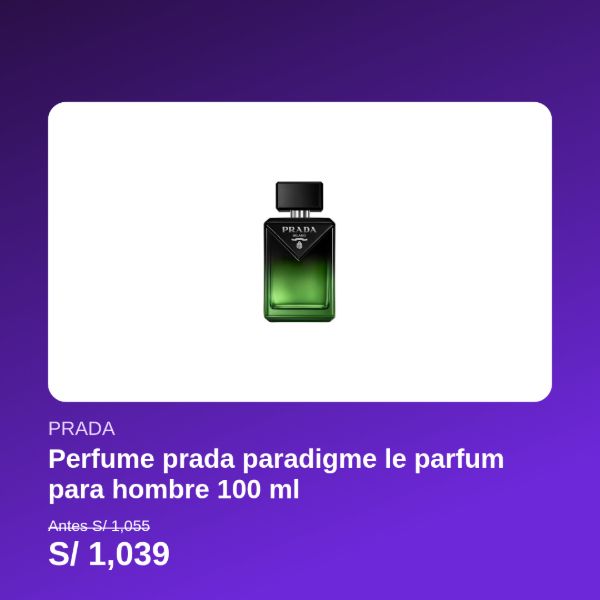 PRADA
MILANO
PRADA
Perfume prada paradigme le parfum
para hombre 100 ml
Antes S/ 1,055
S/ 1,039